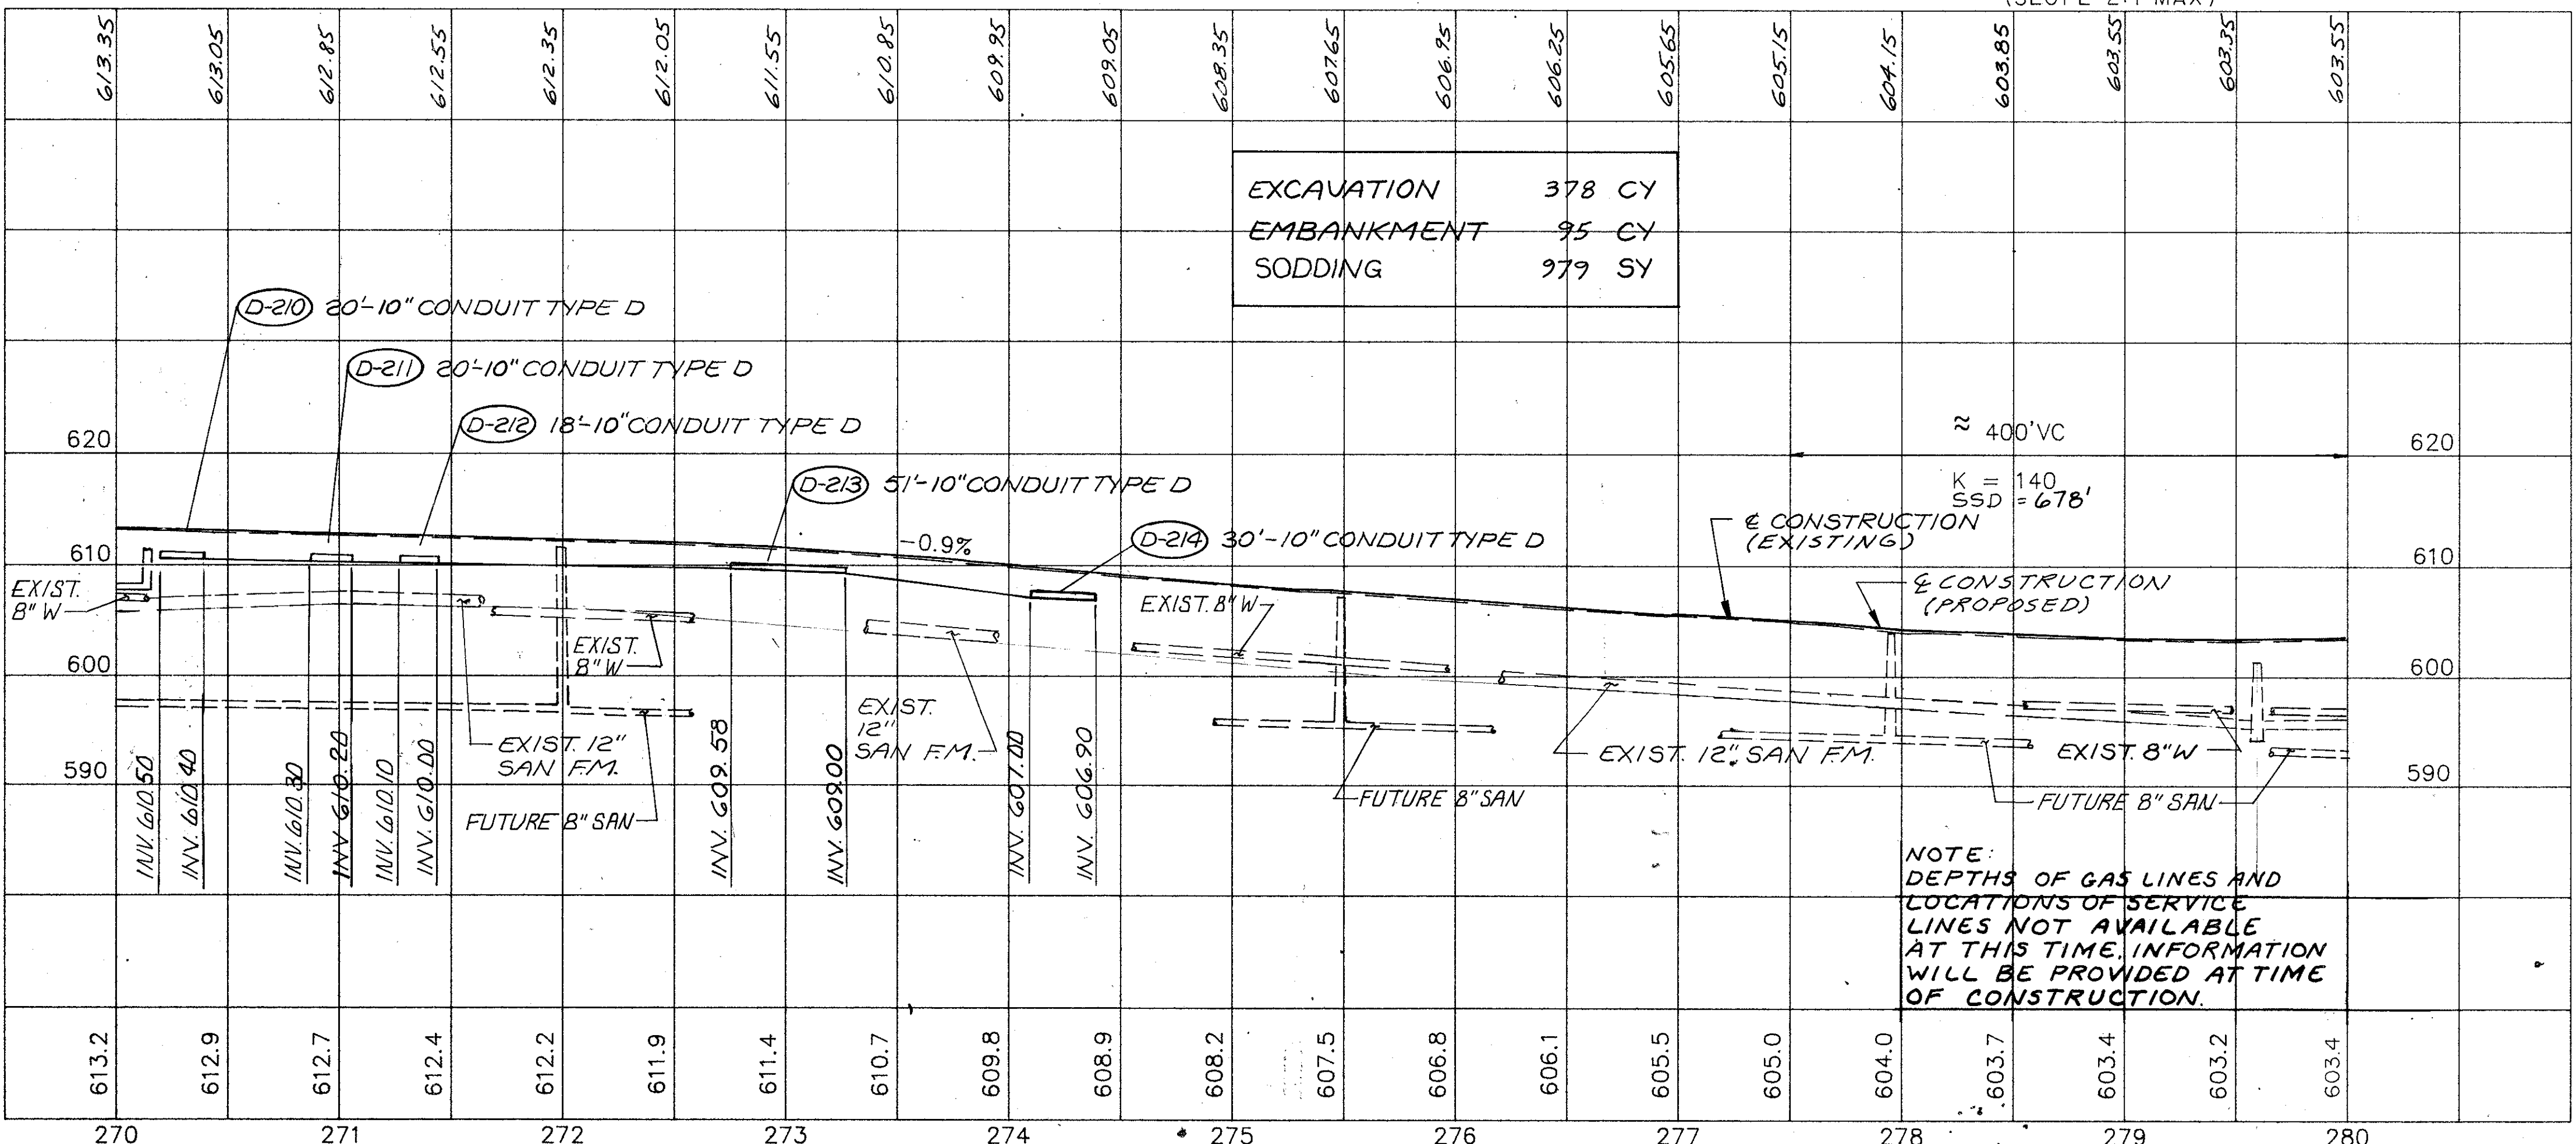 (SLOPE 2:1 MAX)
613.35 613.05 612.85 612.55 612.35 612.05 611.55 610.85 609.95 609.05 608.35 607.65 606.95 606.25 605.65 605.15 604.15 603.85 603.55 603.35 603.55
EXCAVATION 378 CY
EMBANKMENT 95 CY
SODDING 979 SY
D-210 20'-10" CONDUIT TYPE D
D-211 20'-10" CONDUIT TYPE D
D-212 18'-10" CONDUIT TYPE D
D-213 51'-10" CONDUIT TYPE D
D-214 30'-10" CONDUIT TYPE D
620
≈ 400' VC
620
K = 140
SSD = 678'
℄ CONSTRUCTION
(EXISTING)
-0.9%
610
610
℄ CONSTRUCTION
(PROPOSED)
EXIST.
8" W
EXIST. 8" W
EXIST.
8" W
600
600
EXIST. 12"
SAN F.M.
EXIST.
12"
SAN F.M.
EXIST. 12" SAN F.M.
EXIST. 8" W
590
590
FUTURE 8" SAN
FUTURE 8" SAN
FUTURE 8" SAN
INV. 610.50
INV. 610.40
INV. 610.30
INV 610.20
INV. 610.10
INV. 610.00
INV. 609.58
INV. 609.00
INV. 607.00
INV. 606.90
NOTE:
DEPTHS OF GAS LINES AND
LOCATIONS OF SERVICE
LINES NOT AVAILABLE
AT THIS TIME. INFORMATION
WILL BE PROVIDED AT TIME
OF CONSTRUCTION.
613.2 612.9 612.7 612.4 612.2 611.9 611.4 610.7 609.8 608.9 608.2 607.5 606.8 606.1 605.5 605.0 604.0 603.7 603.4 603.2 603.4
270 271 272 273 274 275 276 277 278 279 280